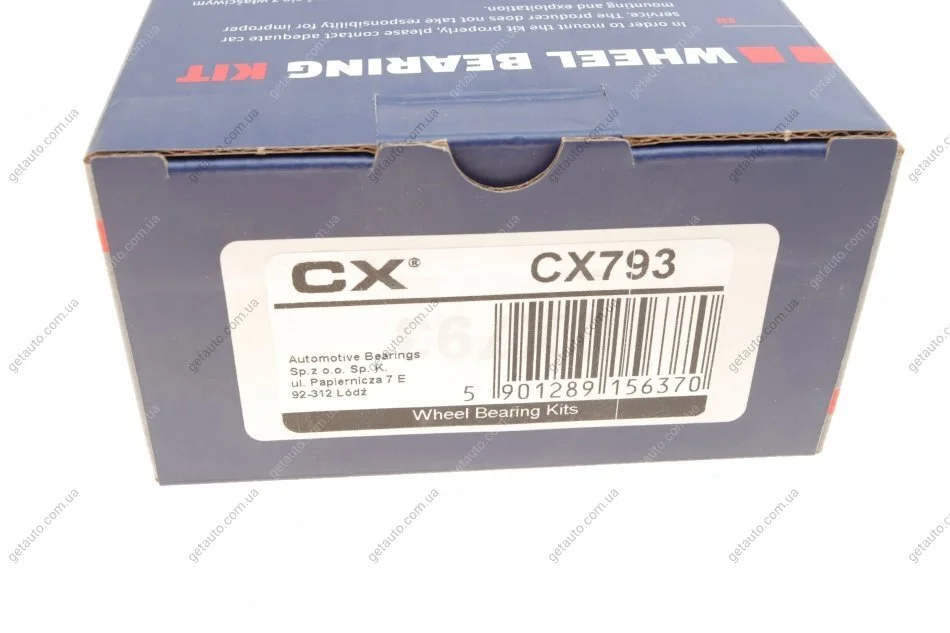 WHEEL BEARING KIT
EN
In order to mount the kit properly, please contact adequate car
service. The producer does not take responsibility for improper
mounting and exploitation.
z właściwym
CX®
CX793
Automotive Bearings
Sp.z o.o. Sp. K.
ul. Papiernicza 7 E
92-312 Łódź
5 901289 156370
Wheel Bearing Kits
getauto.com.ua